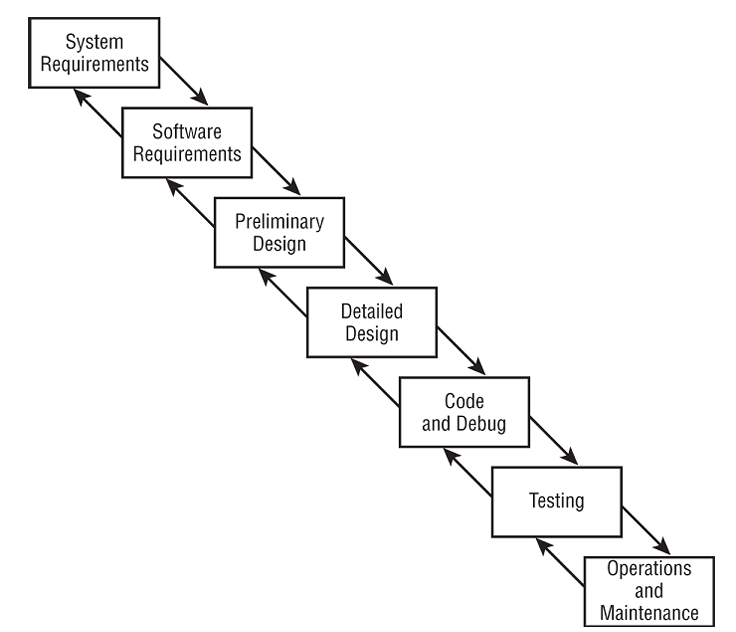 System
Requirements
Software
Requirements
Preliminary
Design
Detailed
Design
Code
and Debug
Testing
Operations
and
Maintenance